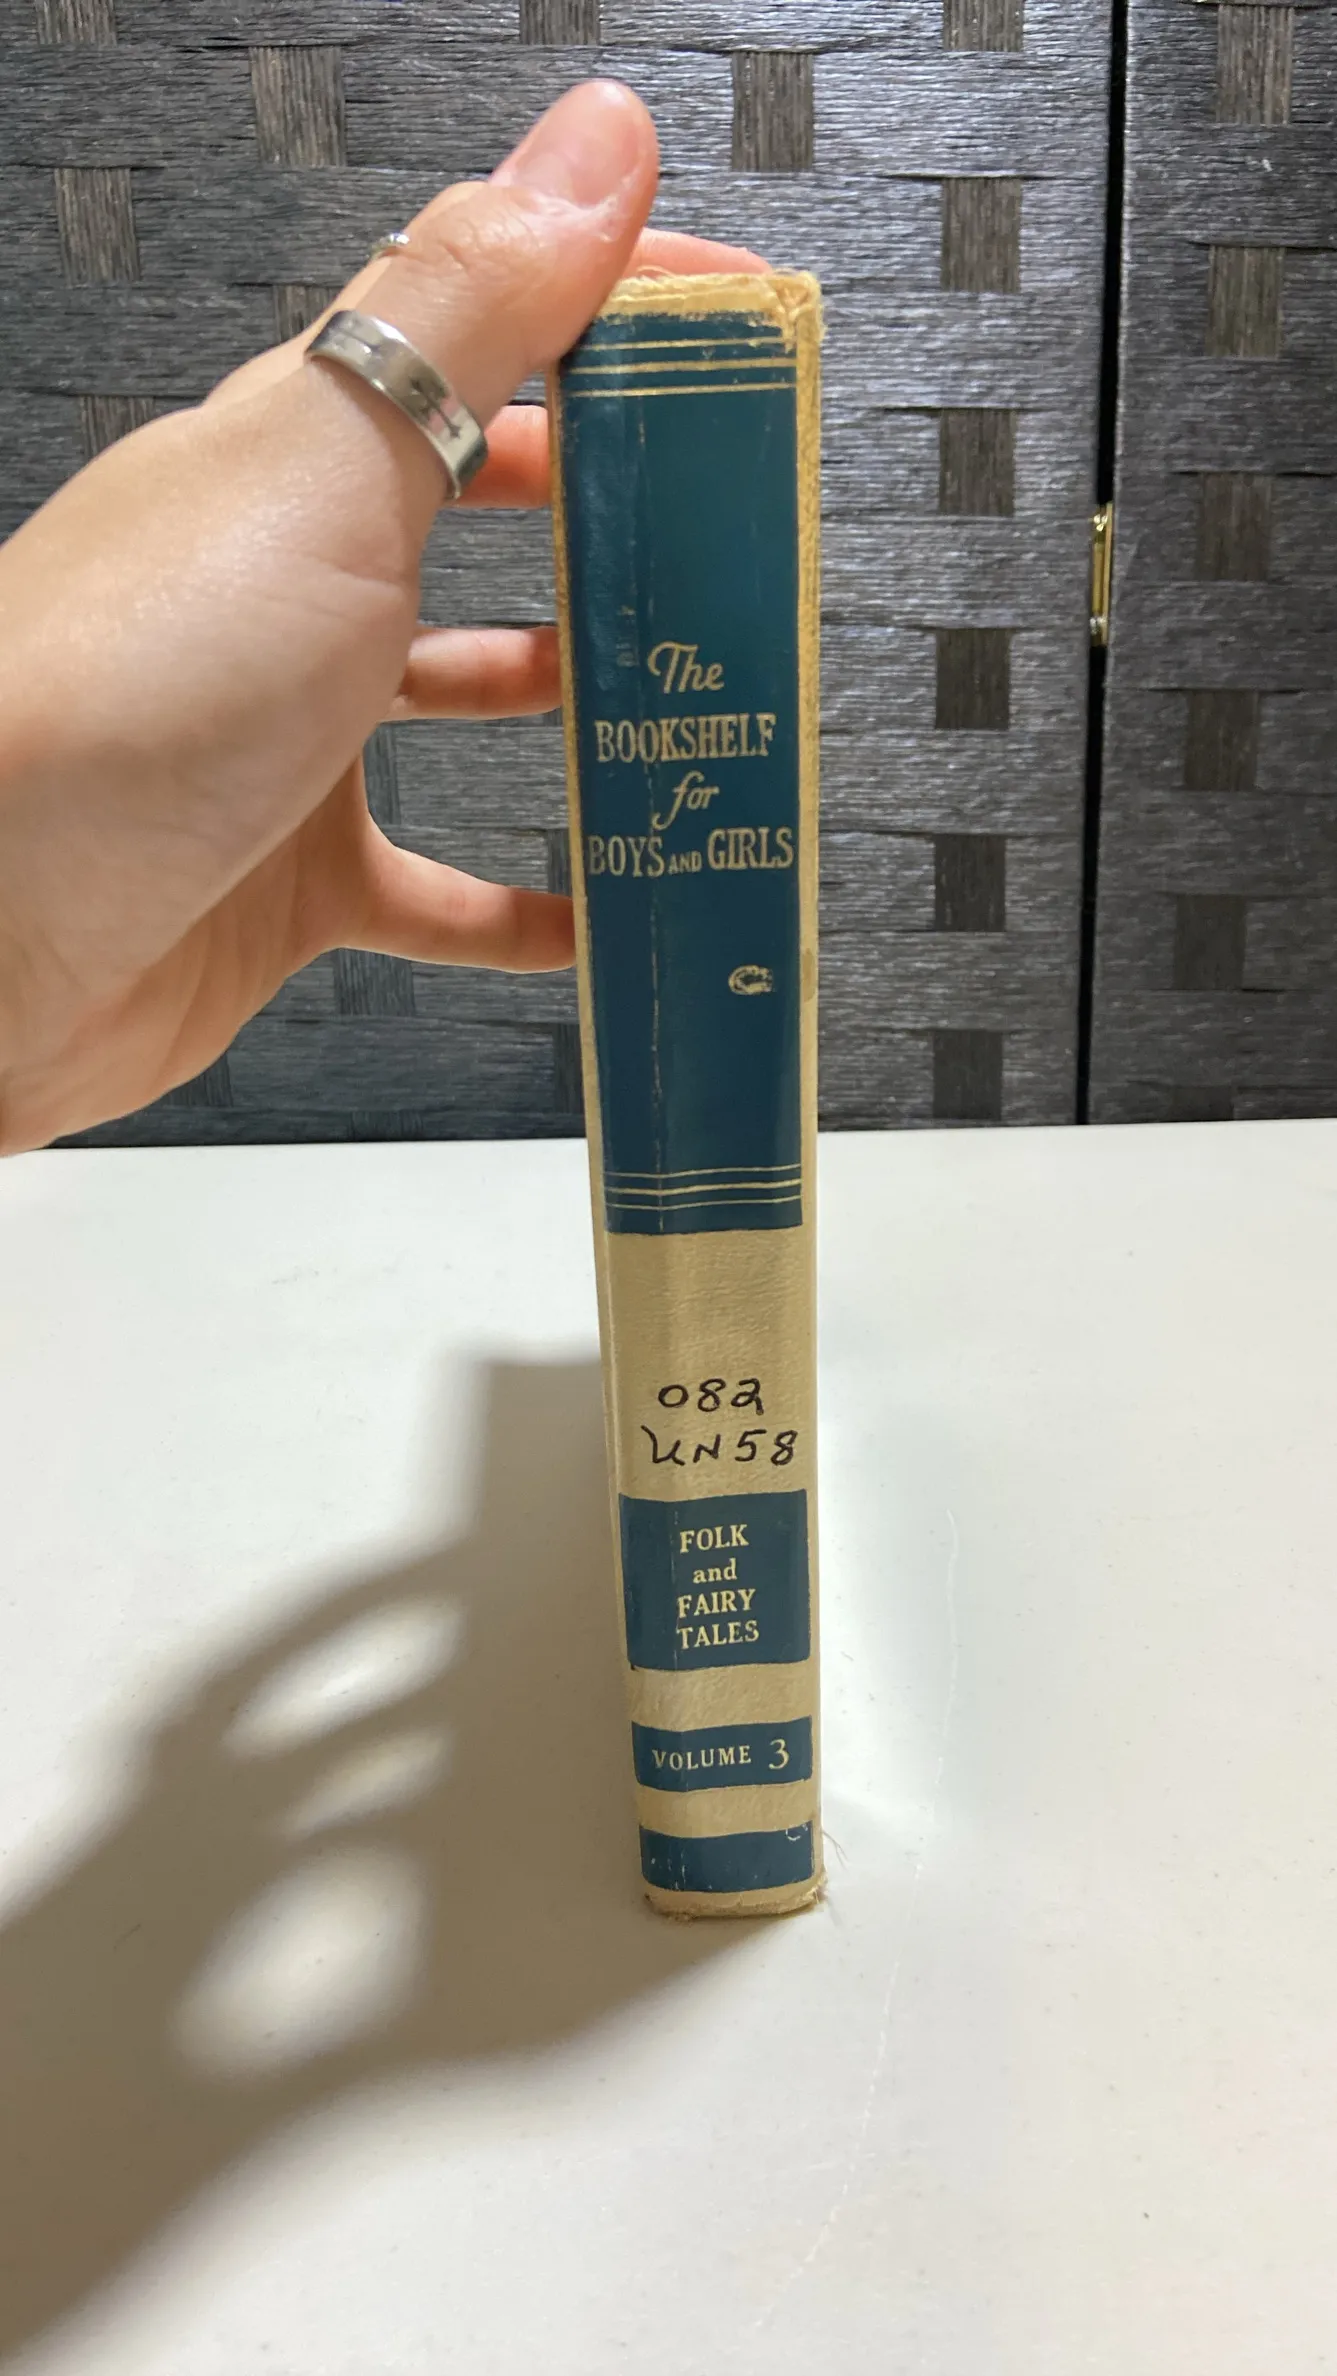 The
BOOKSHELF
for
BOYS AND GIRLS
082
UN58
FOLK
and
FAIRY
TALES
VOLUME 3